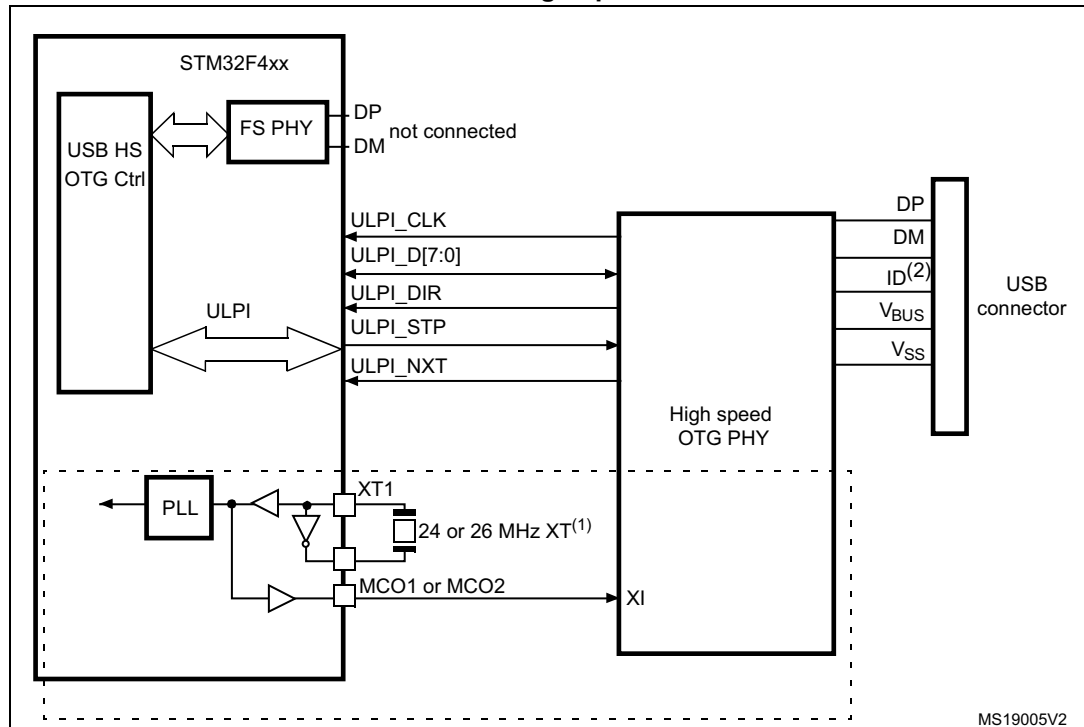 STM32F4xx
FS PHY
DP
DM
not connected
USB HS
OTG Ctrl
ULPI_CLK
ULPI_D[7:0]
ULPI_DIR
ULPI_STP
ULPI_NXT
ULPI
High speed
OTG PHY
DP
DM
ID(2)
VBUS
VSS
USB
connector
PLL
XT1
24 or 26 MHz XT(1)
MCO1 or MCO2
XI
MS19005V2